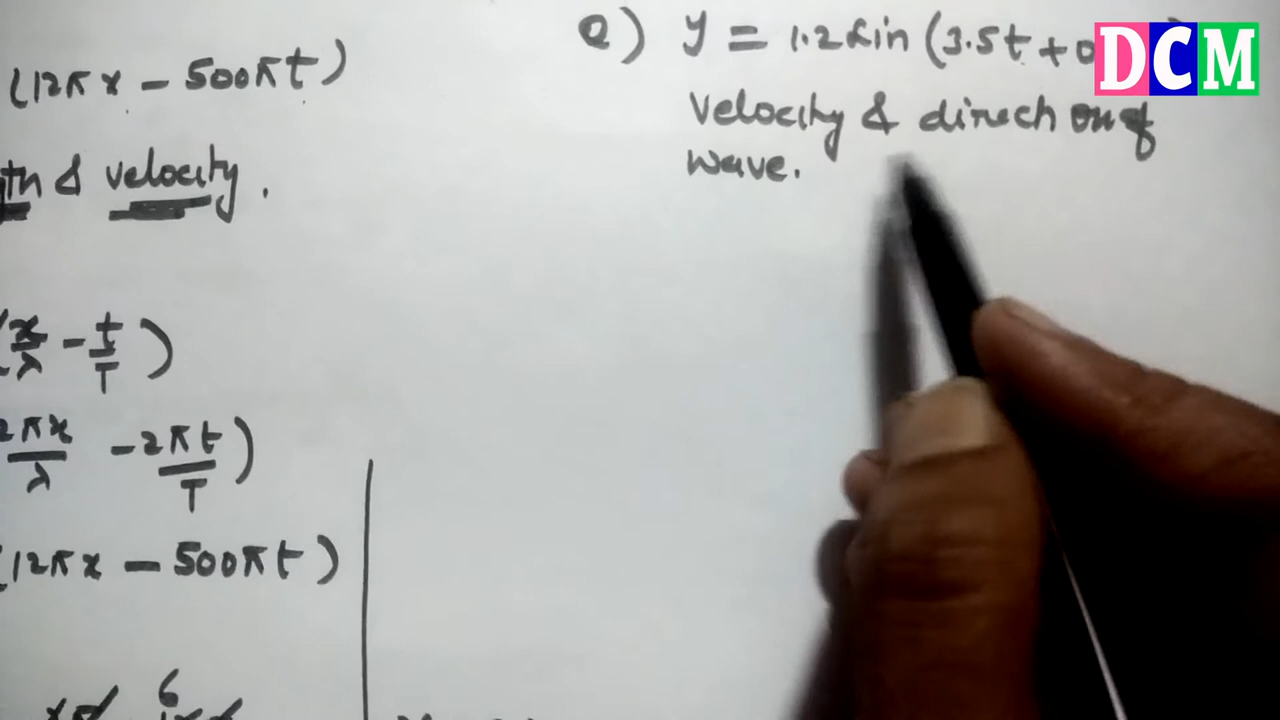 (12πx - 500πt)
th & velocity.
(x/λ - t/T)
2πx/λ - 2πt/T)
(12πx - 500πt)
6
Q) y = 1.2 sin (3.5t + 0
DCM
velocity & direction of
wave.